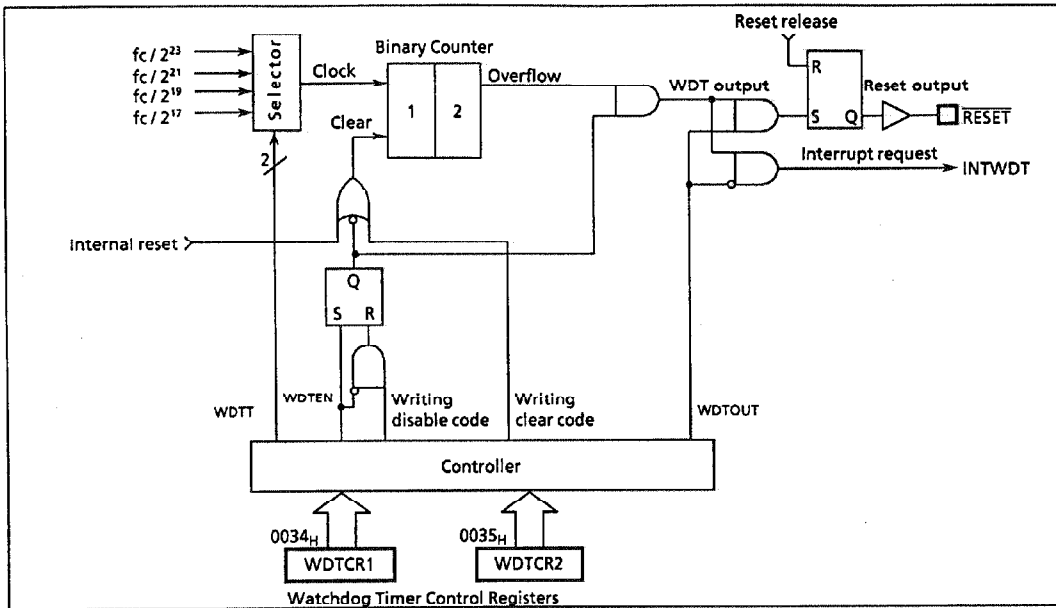 Reset release
fc / 2²³
fc / 2²¹
fc / 2¹⁹
fc / 2¹⁷
Selector
Clock
Binary Counter
1 2
Overflow
WDT output
R
S Q
Reset output
RESET
Clear
2
Interrupt request
INTWDT
Internal reset
Q
S R
WDTT
WDTEN
Writing
disable code
Writing
clear code
WDTOUT
Controller
0034H
WDTCR1
0035H
WDTCR2
Watchdog Timer Control Registers